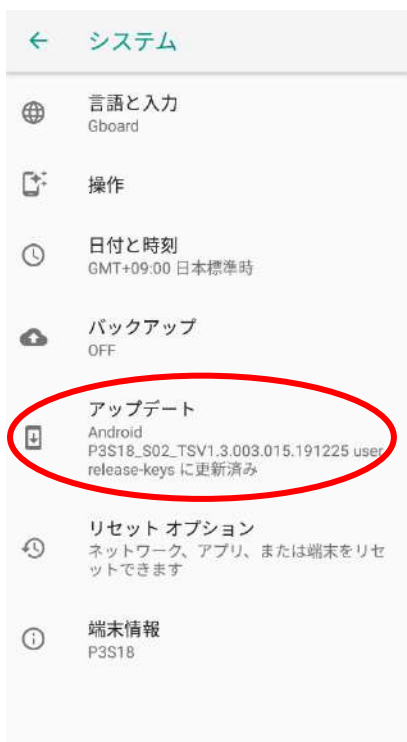 システム
言語と入力
Gboard
操作
日付と時刻
GMT+09:00 日本標準時
バックアップ
OFF
アップデート
Android
P3S18_S02_TSV1.3.003.015.191225 user
release-keys に更新済み
リセット オプション
ネットワーク、アプリ、または端末をリセ
ットできます
端末情報
P3S18